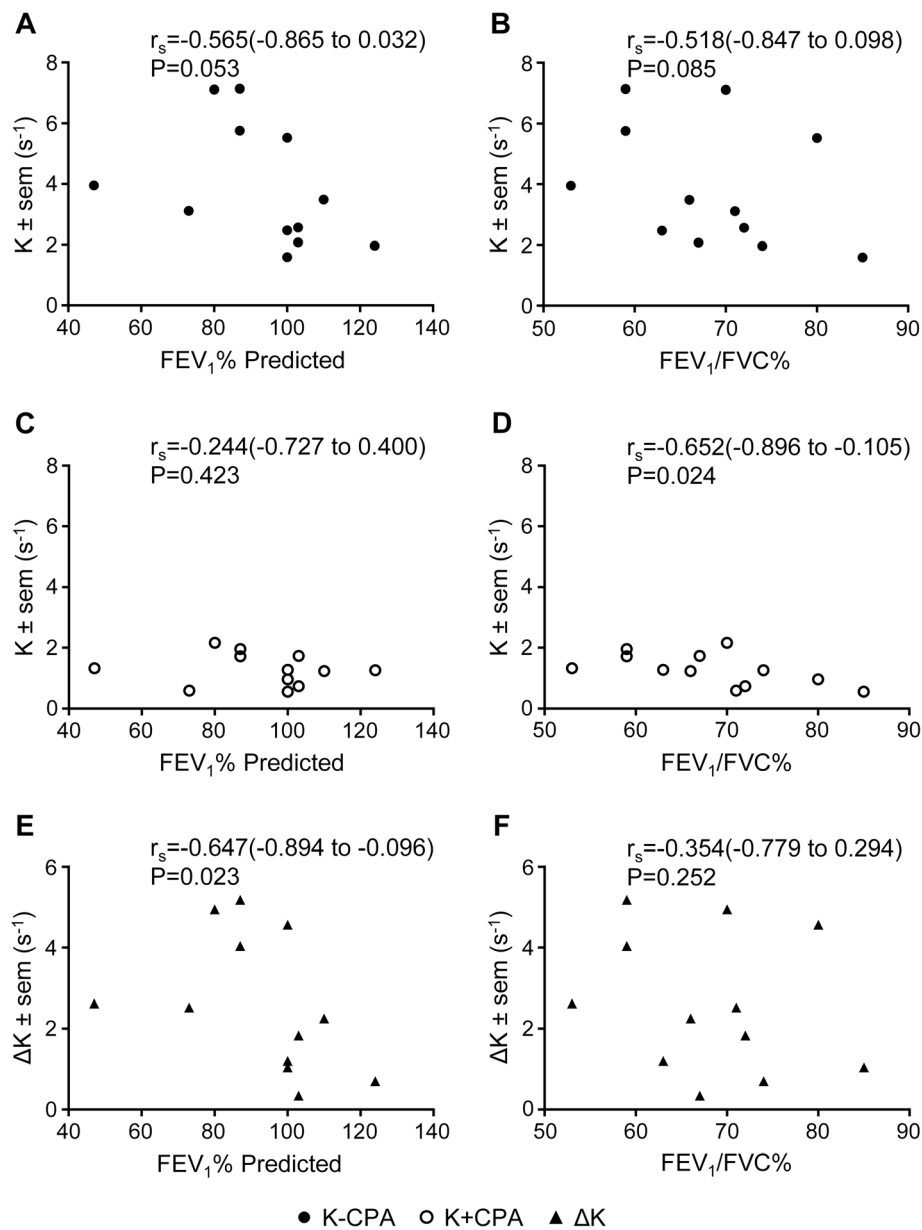 A
rs=-0.565(-0.865 to 0.032)
P=0.053
8
6
4
2
0
K ± sem (s-1)
40 60 80 100 120 140
FEV1% Predicted
B
rs=-0.518(-0.847 to 0.098)
P=0.085
8
6
4
2
0
K ± sem (s-1)
50 60 70 80 90
FEV1/FVC%
C
rs=-0.244(-0.727 to 0.400)
P=0.423
8
6
4
2
0
K ± sem (s-1)
40 60 80 100 120 140
FEV1% Predicted
D
rs=-0.652(-0.896 to -0.105)
P=0.024
8
6
4
2
0
K ± sem (s-1)
50 60 70 80 90
FEV1/FVC%
E
rs=-0.647(-0.894 to -0.096)
P=0.023
6
4
2
0
ΔK ± sem (s-1)
40 60 80 100 120 140
FEV1% Predicted
F
rs=-0.354(-0.779 to 0.294)
P=0.252
6
4
2
0
ΔK ± sem (s-1)
50 60 70 80 90
FEV1/FVC%
K-CPA K+CPA ΔK